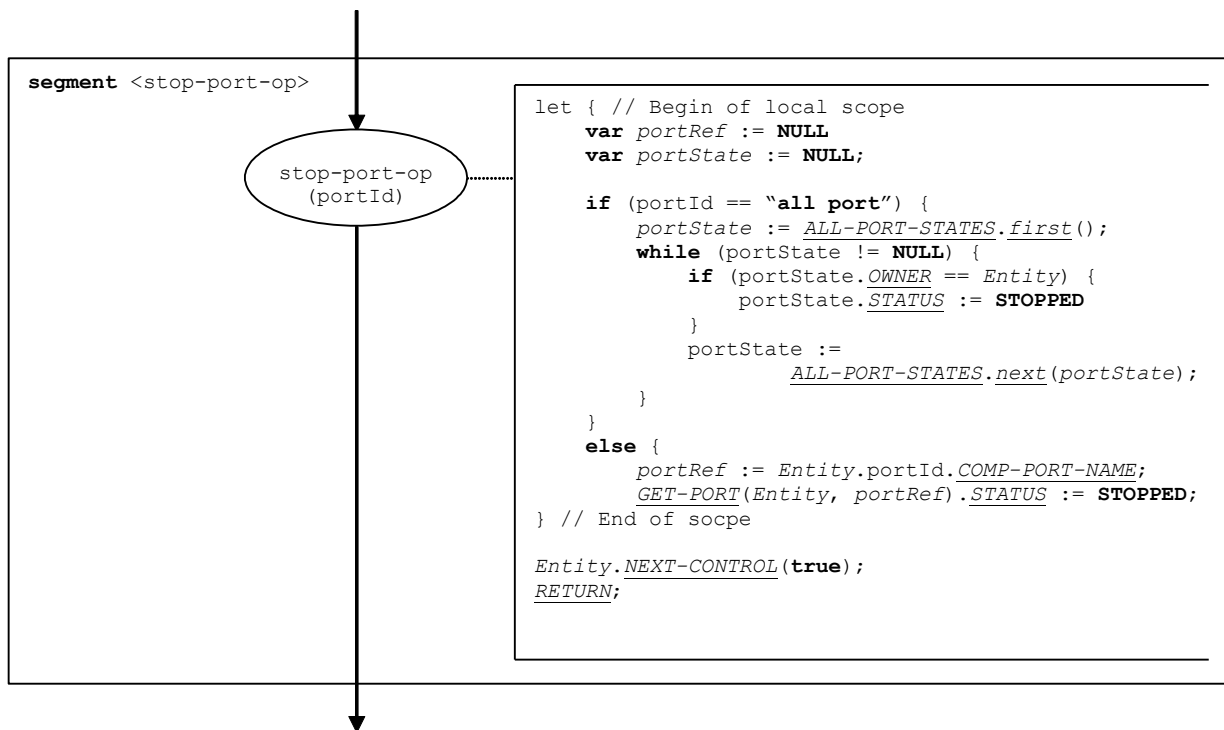 segment <stop-port-op>
stop-port-op
(portId)
let { // Begin of local scope
    var portRef := NULL
    var portState := NULL;
    if (portId == “all port”) {
        portState := ALL-PORT-STATES.first();
        while (portState != NULL) {
            if (portState.OWNER == Entity) {
                portState.STATUS := STOPPED
            }
            portState :=
                    ALL-PORT-STATES.next(portState);
        }
    }
    else {
        portRef := Entity.portId.COMP-PORT-NAME;
        GET-PORT(Entity, portRef).STATUS := STOPPED;
} // End of socpe
Entity.NEXT-CONTROL(true);
RETURN;